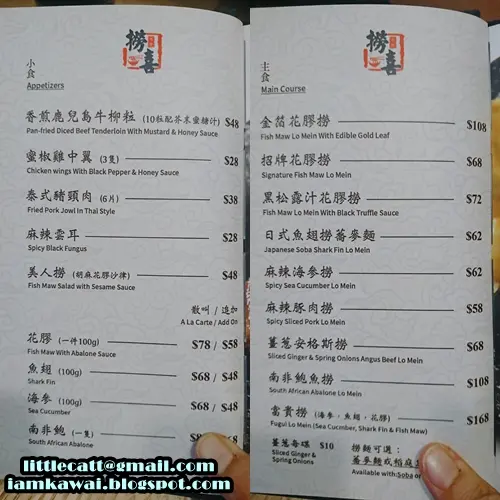 撈喜
小食
Appetizers
香煎鹿兒島牛柳粒 (10粒配芥末蜜糖汁) $48
Pan-fried Diced Beef Tenderloin With Mustard & Honey Sauce
蜜椒雞中翼 (3隻) $28
Chicken wings With Black Pepper & Honey Sauce
泰式豬頸肉 (6片) $38
Fried Pork Jowl In Thai Style
麻辣雲耳 $28
Spicy Black Fungus
美人撈 (胡麻花膠沙律) $48
Fish Maw Salad with Sesame Sauce
散叫 / 追加
A La Carte / Add On
花膠 (一件100g) $78 / $58
Fish Maw With Abalone Sauce
魚翅 (100g) $68 / $48
Shark Fin
海參 (100g) $68 / $48
Sea Cucumber
南非鮑 (一隻)
South African Abalone
撈喜
主食
Main Course
金箔花膠撈 $108
Fish Maw Lo Mein With Edible Gold Leaf
招牌花膠撈 $68
Signature Fish Maw Lo Mein
黑松露汁花膠撈 $72
Fish Maw Lo Mein With Black Truffle Sauce
日式魚翅撈蕎麥麵 $62
Japanese Soba Shark Fin Lo Mein
麻辣海參撈 $62
Spicy Sea Cucumber Lo Mein
麻辣豚肉撈 $58
Spicy Sliced Pork Lo Mein
薑蔥安格斯撈 $68
Sliced Ginger & Spring Onions Angus Beef Lo Mein
南非鮑魚撈 $108
South African Abalone Lo Mein
富貴撈 (海參，魚翅，花膠) $168
Fugui Lo Mein (Sea Cucmber, Shark Fin & Fish Maw)
薑蔥每碟 $10
Sliced Ginger &
Spring Onions
撈麵可選：
蕎麥麵或稻庭
Available with: Soba or
littlecatt@gmail.com
iamkawai.blogspot.com